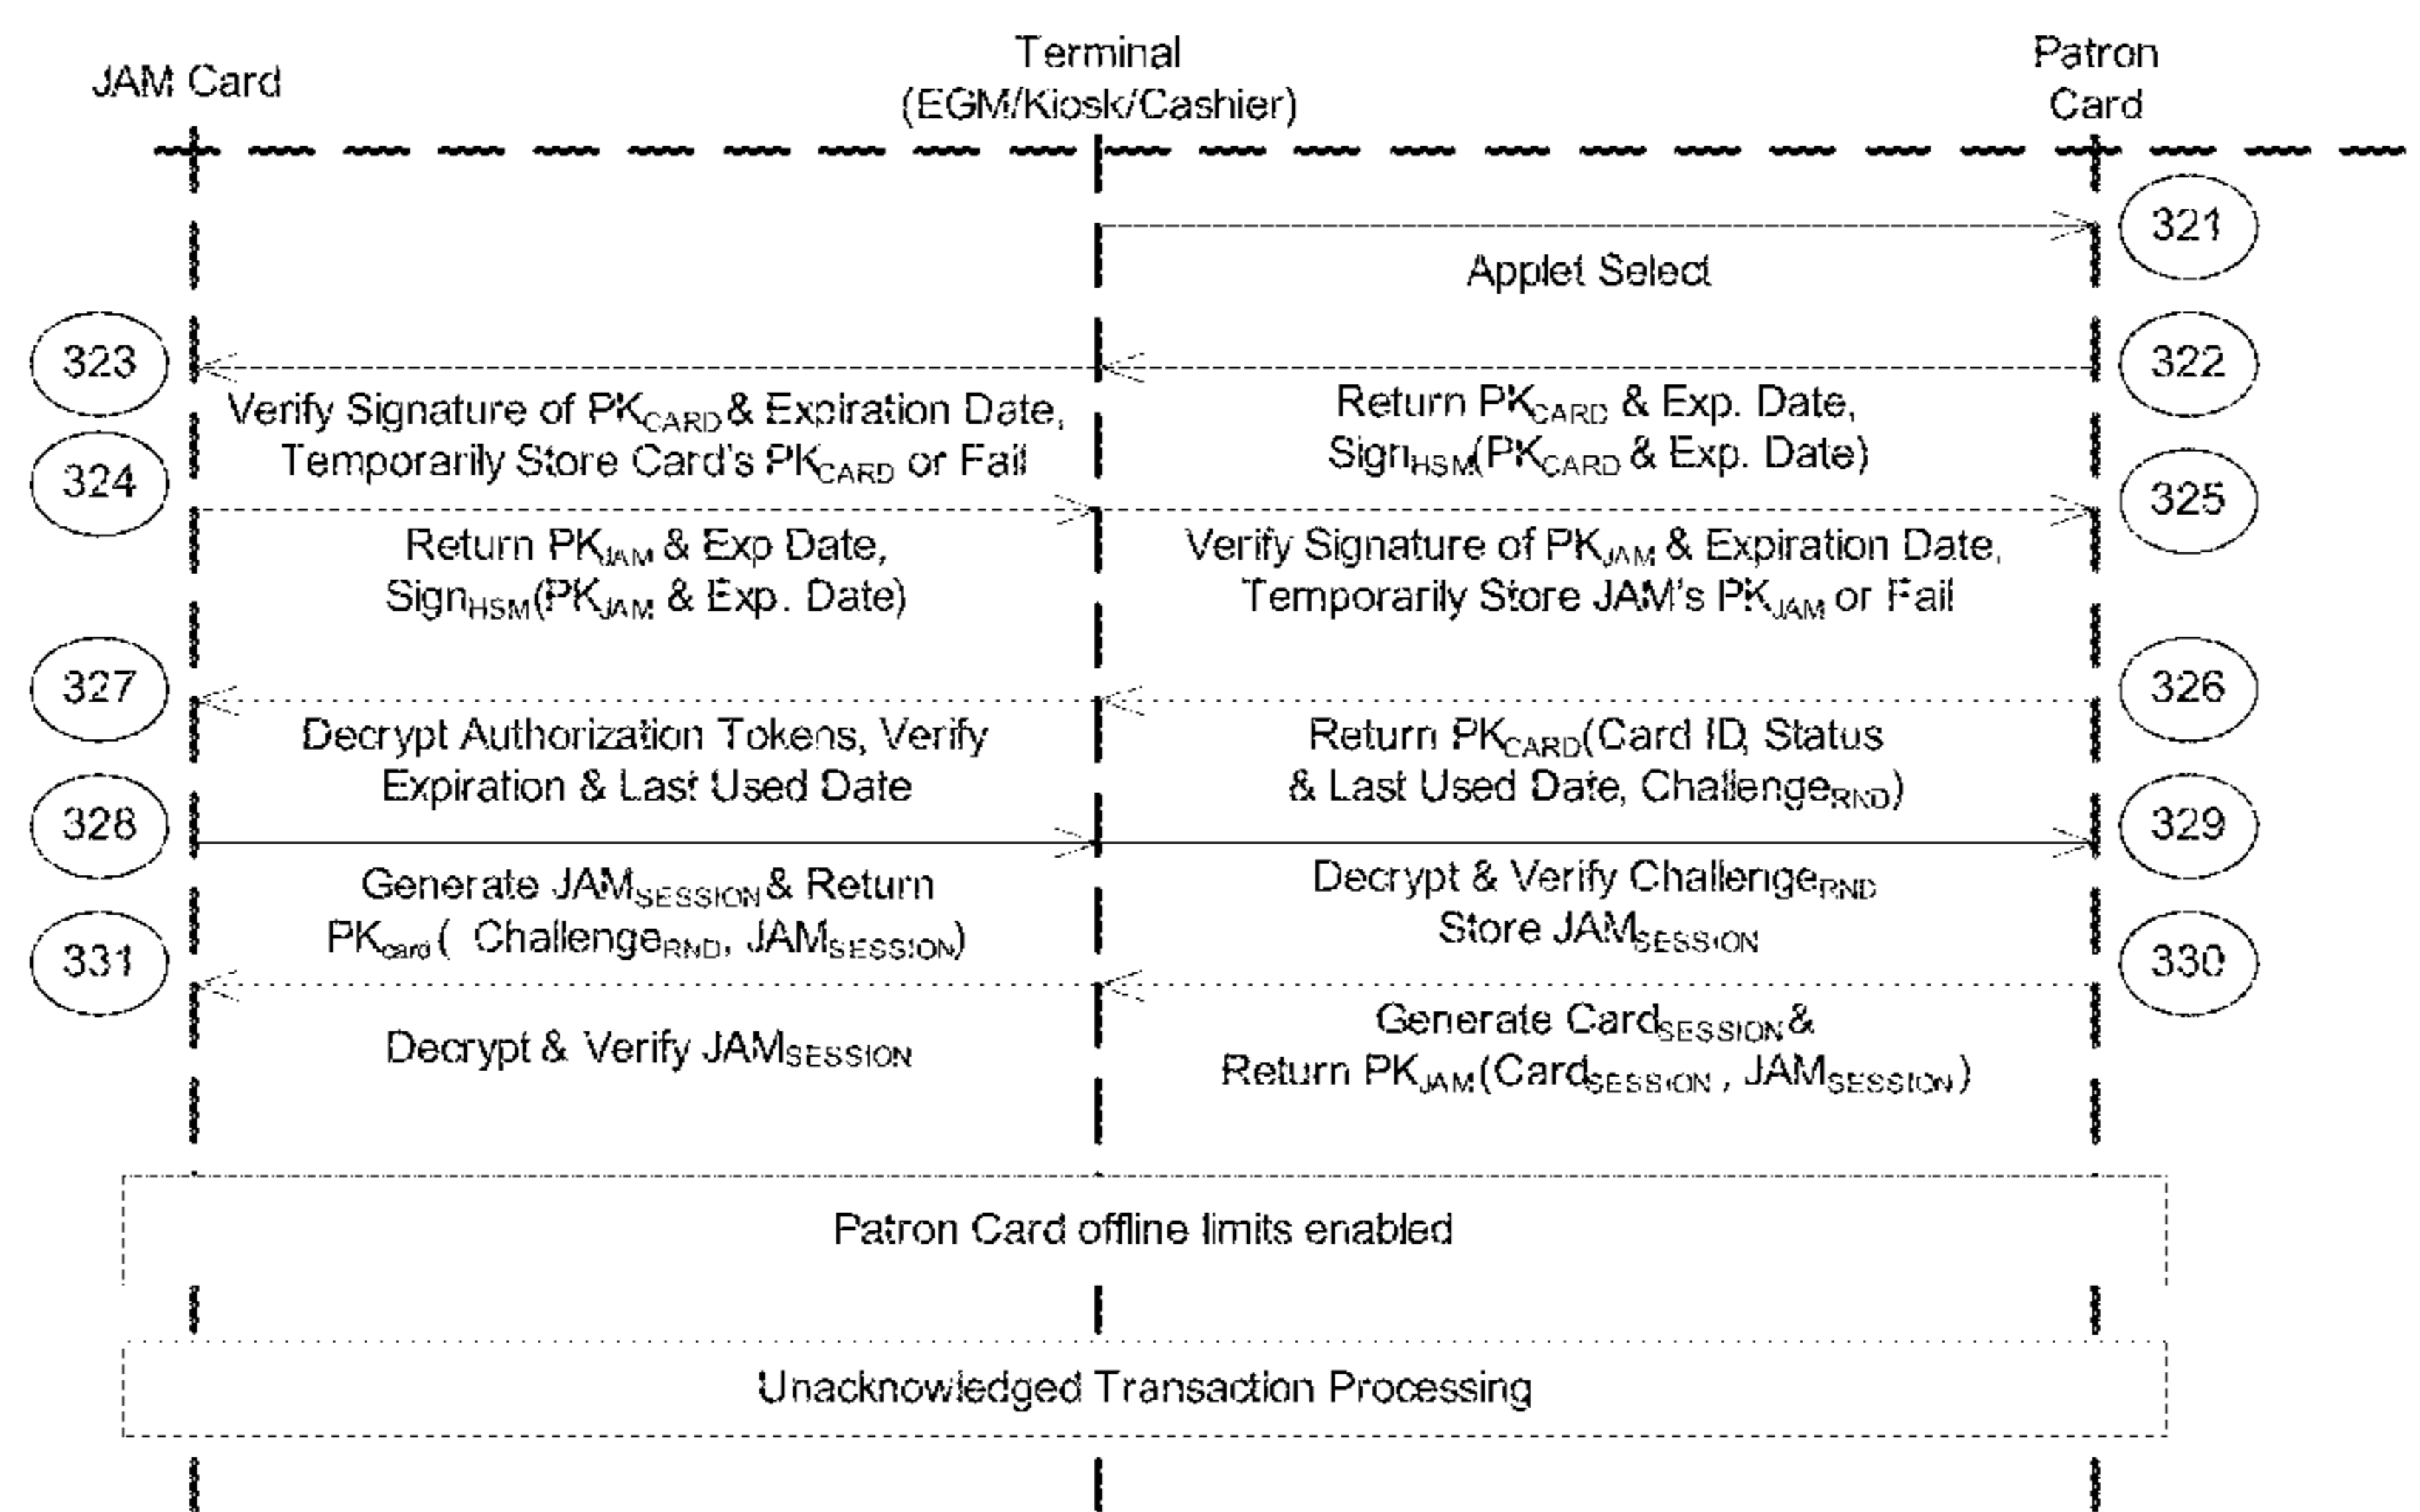 JAM Card
Terminal
(EGM/Kiosk/Cashier)
Patron
Card
321
Applet Select
323
322
Verify Signature of PKCARD & Expiration Date,
Temporarily Store Card's PKCARD or Fail
Return PKCARD & Exp. Date,
SignHSM(PKCARD & Exp. Date)
324
325
Return PKJAM & Exp Date,
SignHSM(PKJAM & Exp. Date)
Verify Signature of PKJAM & Expiration Date,
Temporarily Store JAM's PKJAM or Fail
327
326
Decrypt Authorization Tokens, Verify
Expiration & Last Used Date
Return PKCARD(Card ID, Status
& Last Used Date, ChallengeRND)
328
329
Generate JAMSESSION & Return
PKcard( ChallengeRND, JAMSESSION)
Decrypt & Verify ChallengeRND
Store JAMSESSION
331
330
Decrypt & Verify JAMSESSION
Generate CardSESSION &
Return PKJAM(CardSESSION , JAMSESSION)
Patron Card offline limits enabled
Unacknowledged Transaction Processing